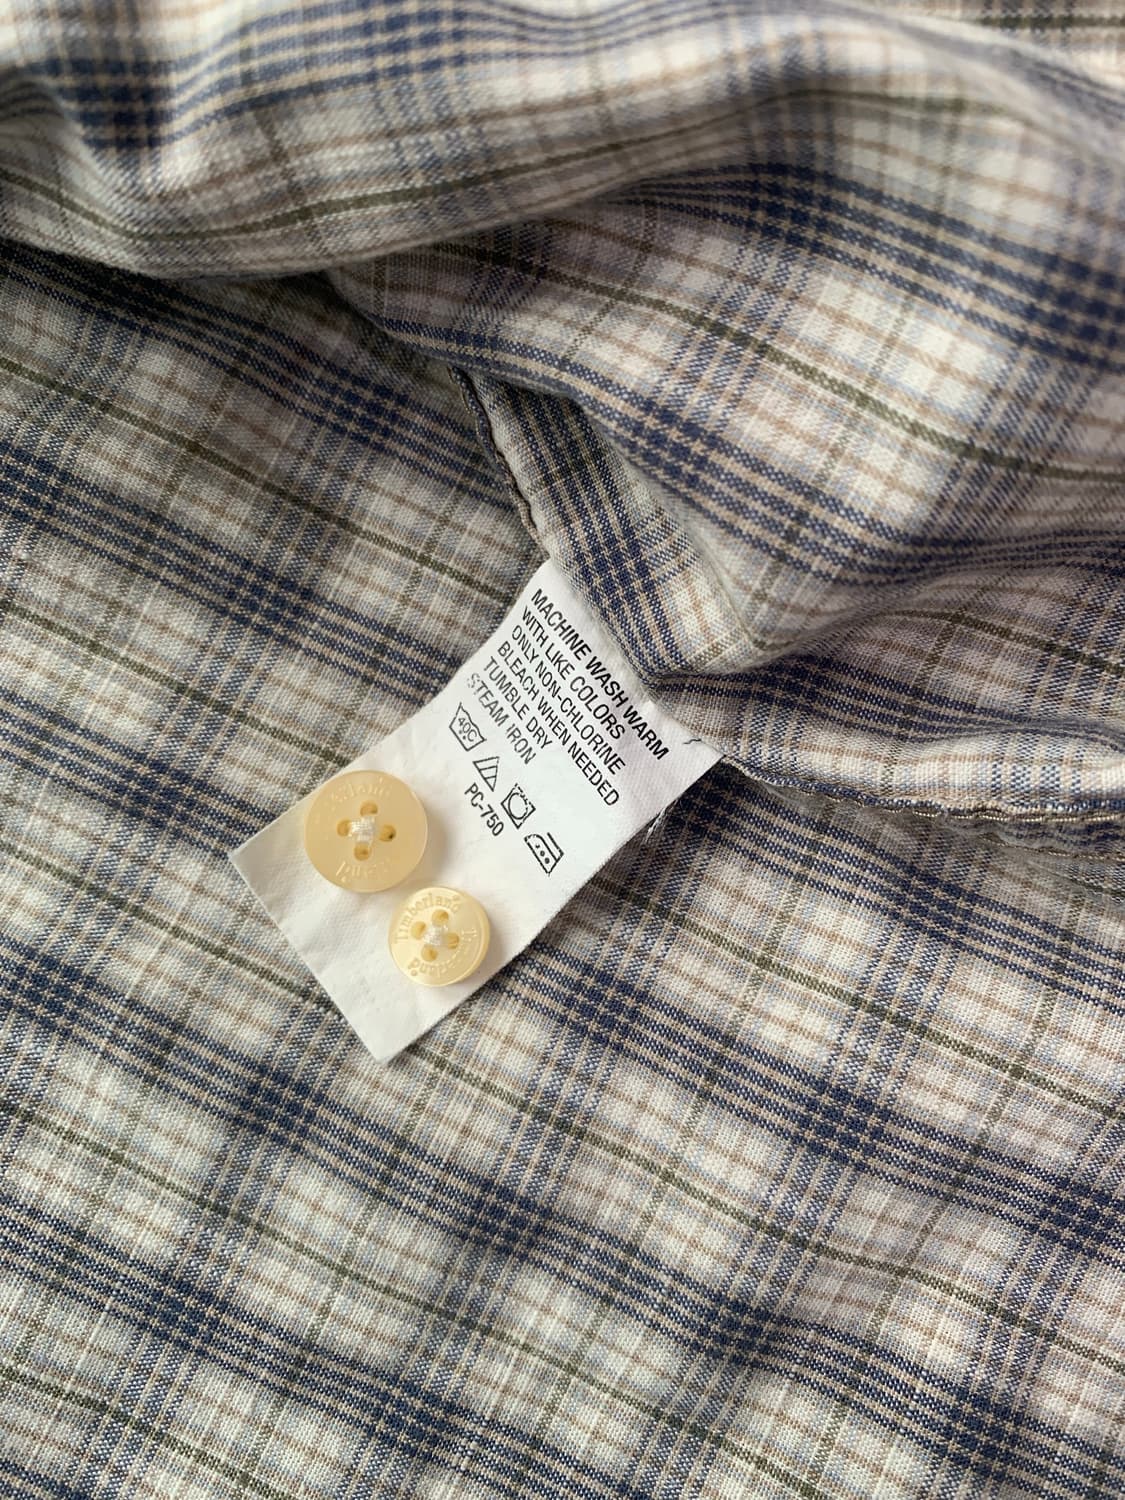 MACHINE WASH WARM
WITH LIKE COLORS
ONLY NON-CHLORINE
BLEACH WHEN NEEDED
TUMBLE DRY
STEAM IRON
40C
PC-750
Timberland
Timberland